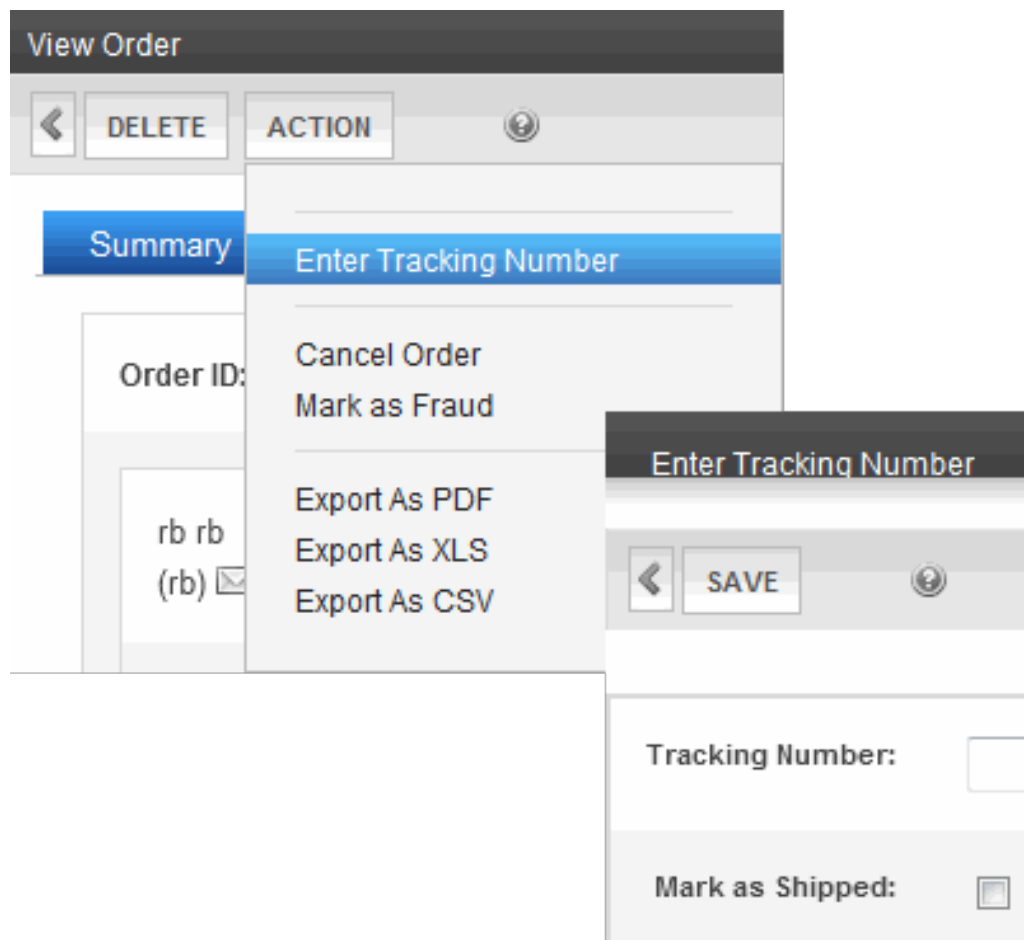 View Order
DELETE ACTION
Summary
Enter Tracking Number
Order ID:
Cancel Order
Mark as Fraud
rb rb
(rb)
Export As PDF
Export As XLS
Export As CSV
Enter Tracking Number
SAVE
Tracking Number:
Mark as Shipped: